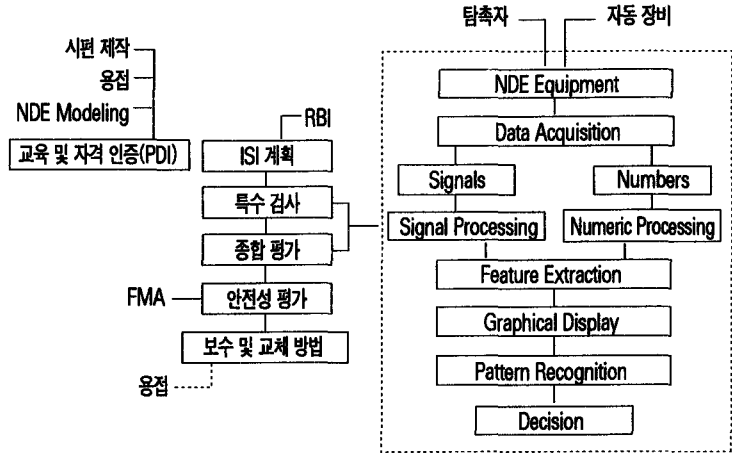 탐촉자 자동 장비
시편 제작
용접
NDE Modeling
교육 및 자격 인증(PDI)
RBI
ISI 계획
특수 검사
종합 평가
FMA
안전성 평가
보수 및 교체 방법
용접
NDE Equipment
Data Acquisition
Signals Numbers
Signal Processing Numeric Processing
Feature Extraction
Graphical Display
Pattern Recognition
Decision